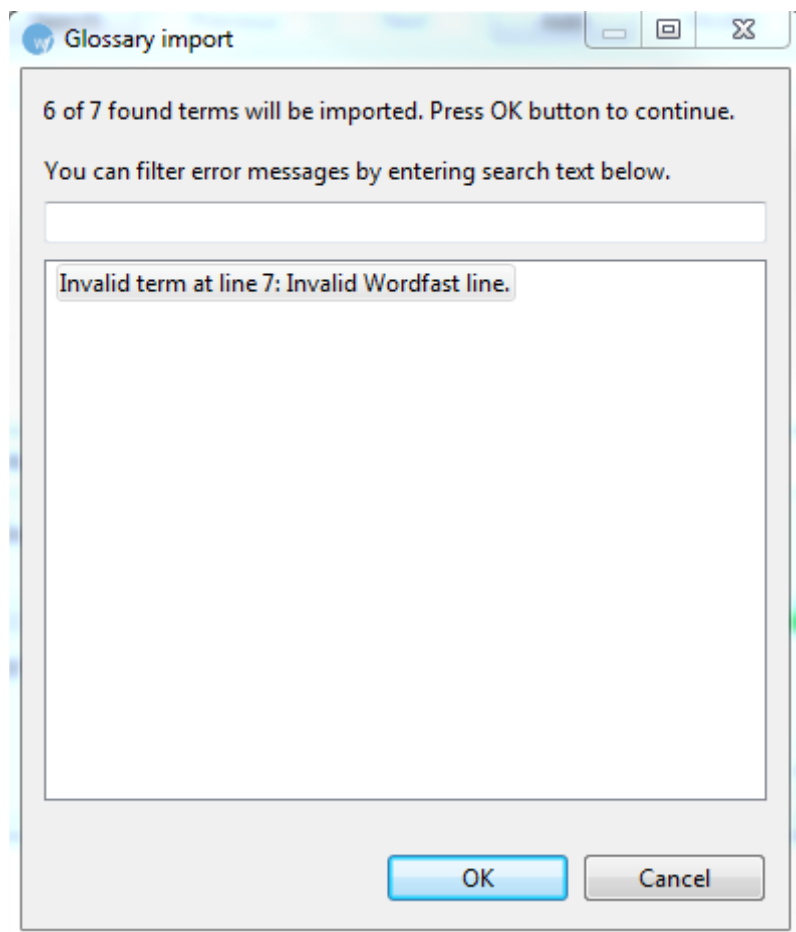 Glossary import
6 of 7 found terms will be imported. Press OK button to continue.
You can filter error messages by entering search text below.
Invalid term at line 7: Invalid Wordfast line.
OK
Cancel